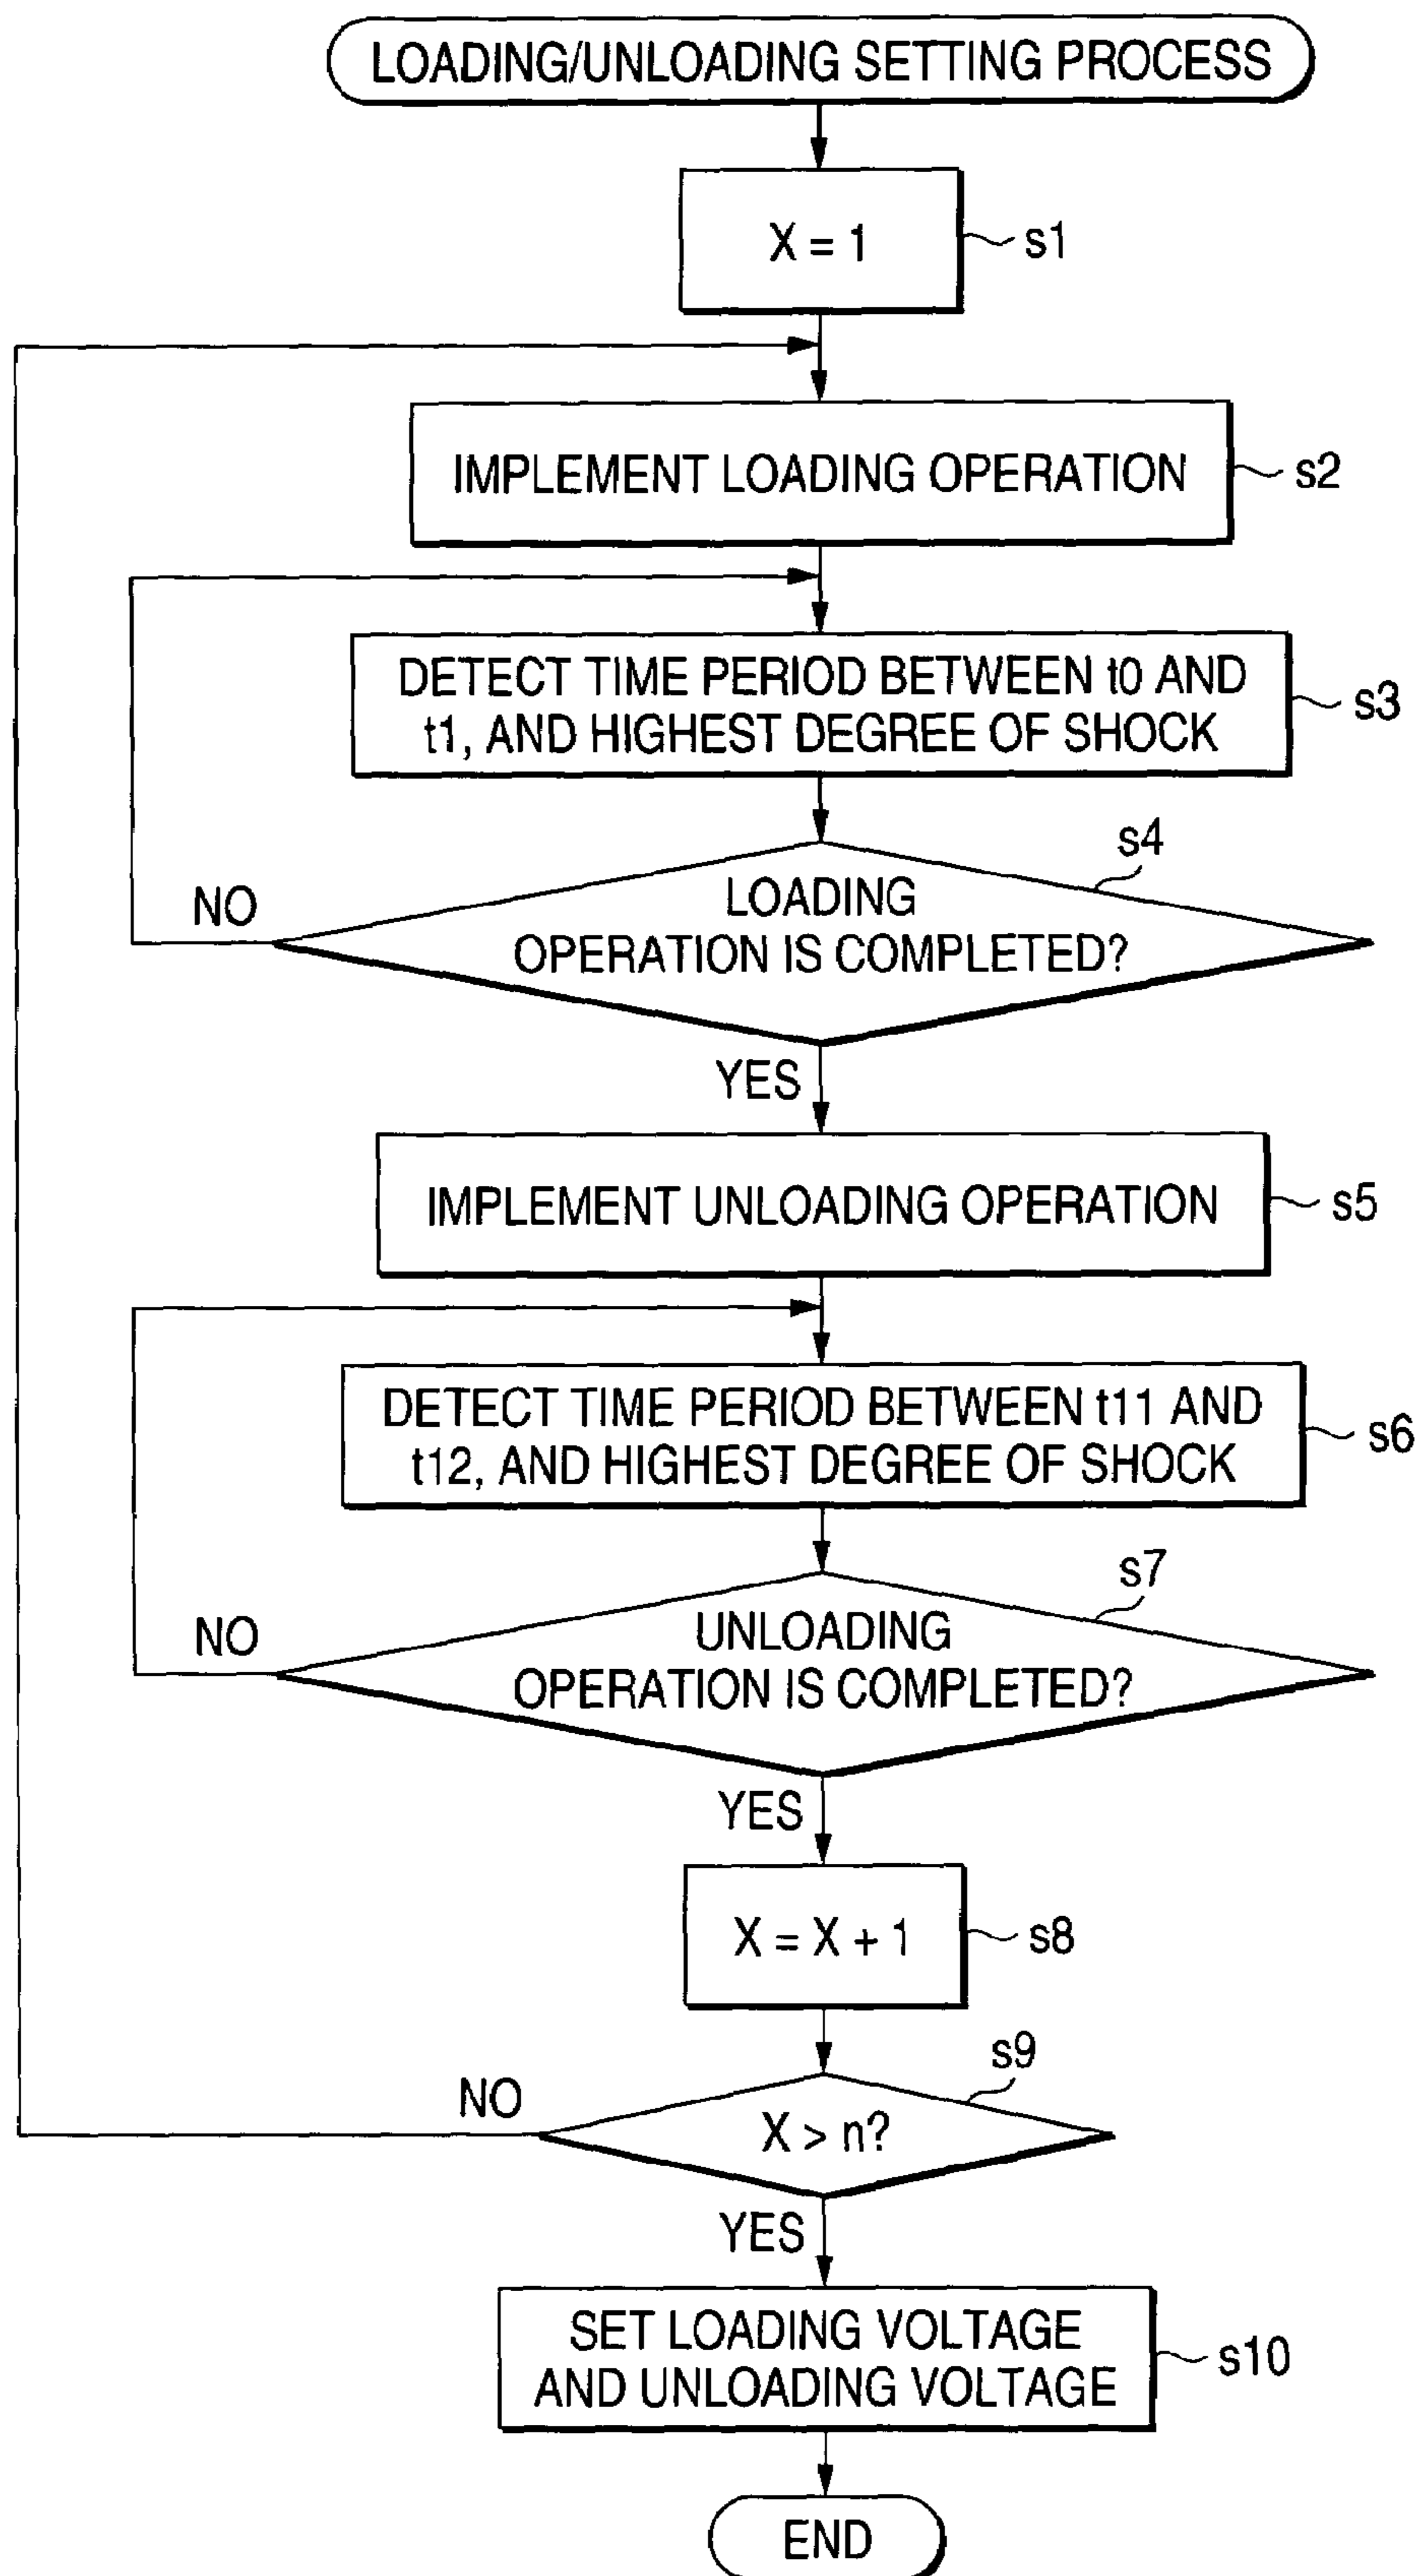 LOADING/UNLOADING SETTING PROCESS
X = 1
s1
IMPLEMENT LOADING OPERATION
s2
DETECT TIME PERIOD BETWEEN t0 AND
t1, AND HIGHEST DEGREE OF SHOCK
s3
s4
LOADING
OPERATION IS COMPLETED?
NO
YES
IMPLEMENT UNLOADING OPERATION
s5
DETECT TIME PERIOD BETWEEN t11 AND
t12, AND HIGHEST DEGREE OF SHOCK
s6
s7
UNLOADING
OPERATION IS COMPLETED?
NO
YES
X = X + 1
s8
s9
X > n?
NO
YES
SET LOADING VOLTAGE
AND UNLOADING VOLTAGE
s10
END